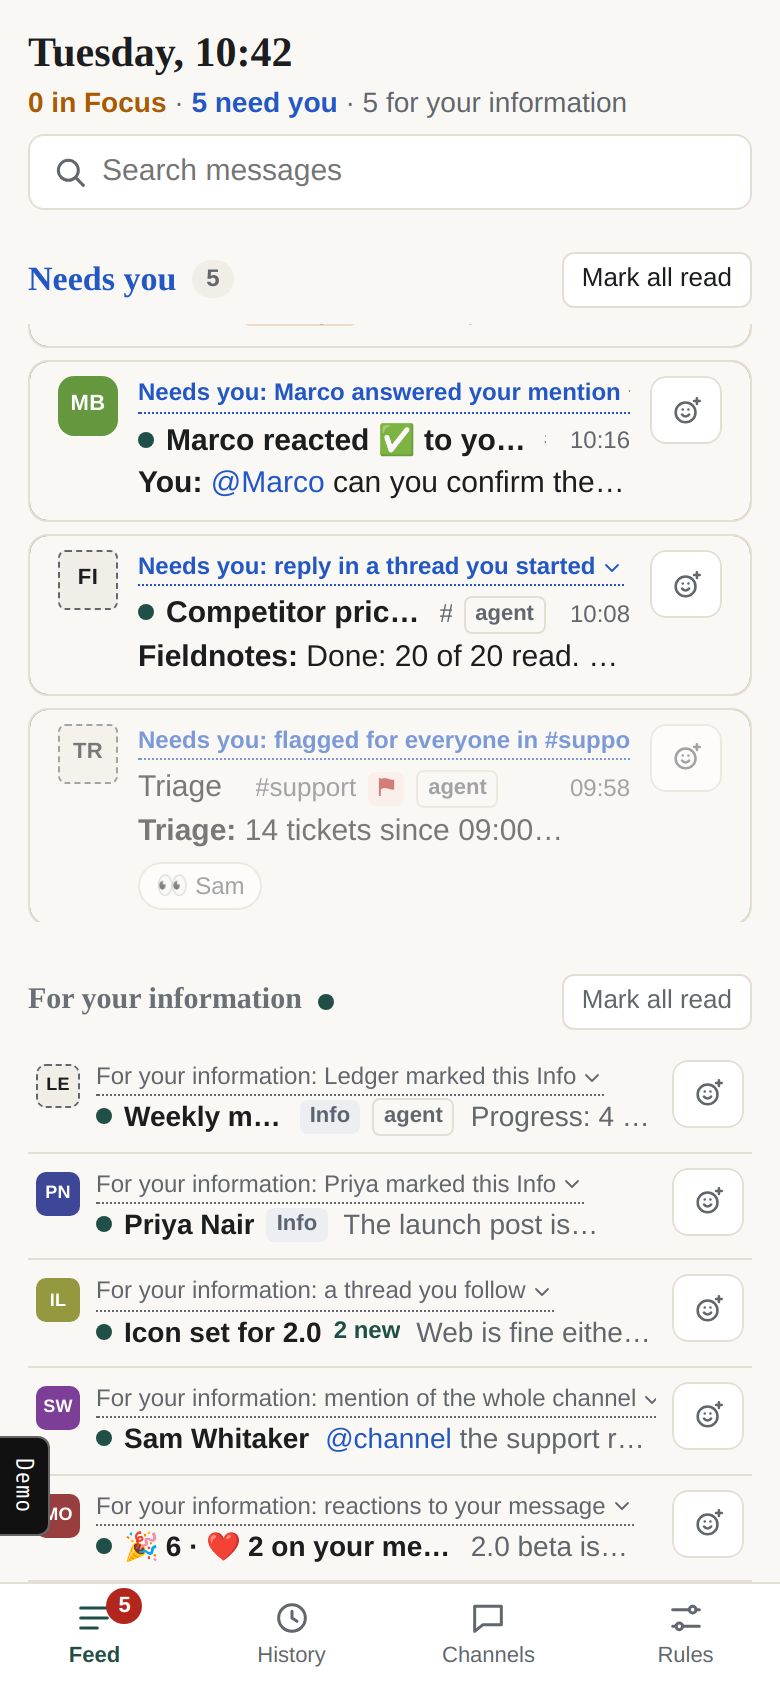 Tuesday, 10:42
0 in Focus · 5 need you · 5 for your information
Search messages
Needs you 5 Mark all read
MB Needs you: Marco answered your mention
Marco reacted ✅ to yo… 10:16
You: @Marco can you confirm the…
FI Needs you: reply in a thread you started
Competitor pric… # agent 10:08
Fieldnotes: Done: 20 of 20 read. …
TR Needs you: flagged for everyone in #suppo
Triage #support agent 09:58
Triage: 14 tickets since 09:00…
👀 Sam
For your information Mark all read
LE For your information: Ledger marked this Info
Weekly m… Info agent Progress: 4 …
PN For your information: Priya marked this Info
Priya Nair Info The launch post is…
IL For your information: a thread you follow
Icon set for 2.0 2 new Web is fine eithe…
SW For your information: mention of the whole channel
Sam Whitaker @channel the support r…
Demo
MO For your information: reactions to your message
🎉 6 · ❤️ 2 on your me… 2.0 beta is…
5
Feed History Channels Rules